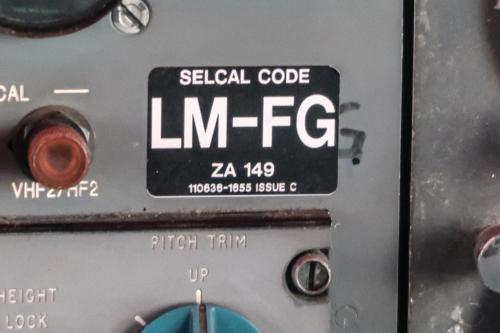 SELCAL CODE
CAL
LM-FG
G
ZA 149
110636-1655 ISSUE C
VHF2/HF2
PITCH TRIM
UP
HEIGHT
LOCK